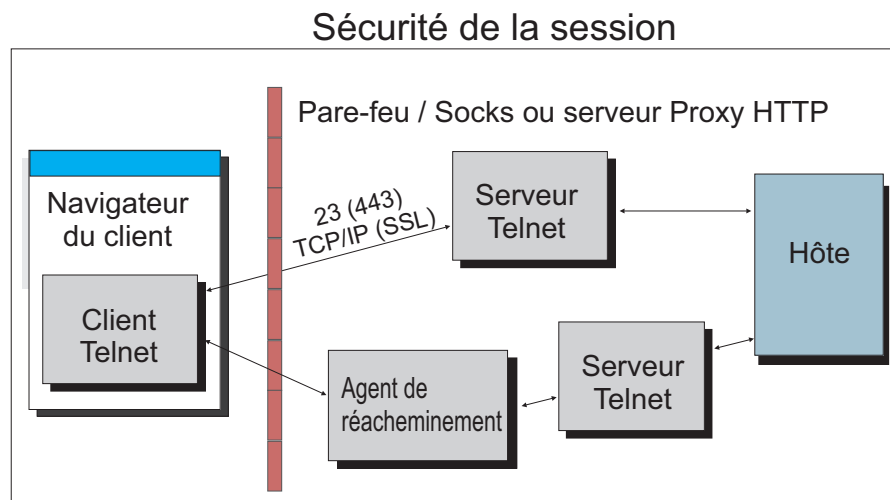 Sécurité de la session
Pare-feu / Socks ou serveur Proxy HTTP
Navigateur
du client
23 (443)
TCP/IP (SSL)
Serveur
Telnet
Hôte
Client
Telnet
Agent de
réacheminement
Serveur
Telnet